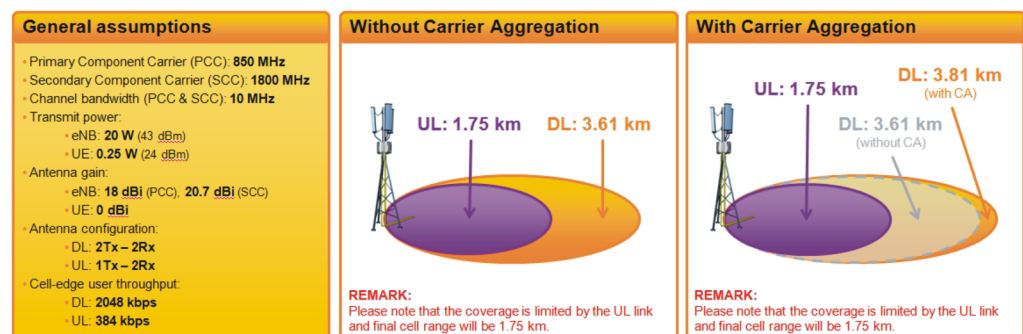 General assumptions
• Primary Component Carrier (PCC): 850 MHz
• Secondary Component Carrier (SCC): 1800 MHz
• Channel bandwidth (PCC & SCC): 10 MHz
• Transmit power:
• eNB: 20 W (43 dBm)
• UE: 0.25 W (24 dBm)
• Antenna gain:
• eNB: 18 dBi (PCC), 20.7 dBi (SCC)
• UE: 0 dBi
• Antenna configuration:
• DL: 2Tx – 2Rx
• UL: 1Tx – 2Rx
• Cell-edge user throughput:
• DL: 2048 kbps
• UL: 384 kbps
Without Carrier Aggregation
UL: 1.75 km
DL: 3.61 km
REMARK:
Please note that the coverage is limited by the UL link
and final cell range will be 1.75 km.
With Carrier Aggregation
UL: 1.75 km
DL: 3.81 km
(with CA)
DL: 3.61 km
(without CA)
REMARK:
Please note that the coverage is limited by the UL link
and final cell range will be 1.75 km.